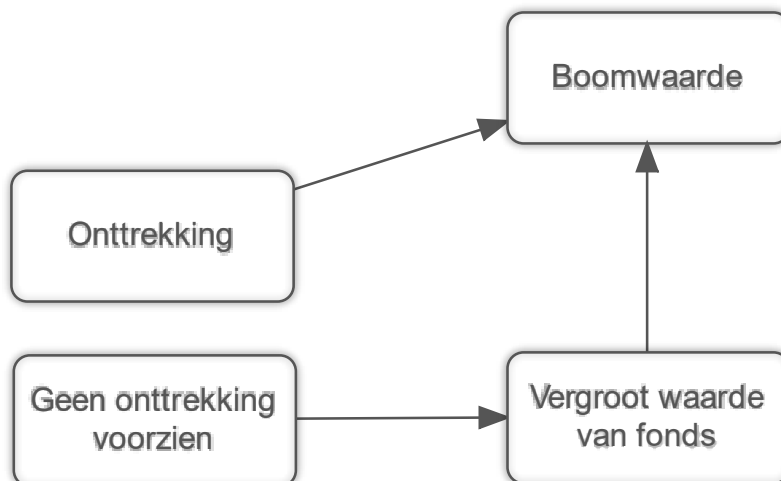 Boomwaarde
Onttrekking
Geen onttrekking
voorzien
Vergroot waarde
van fonds